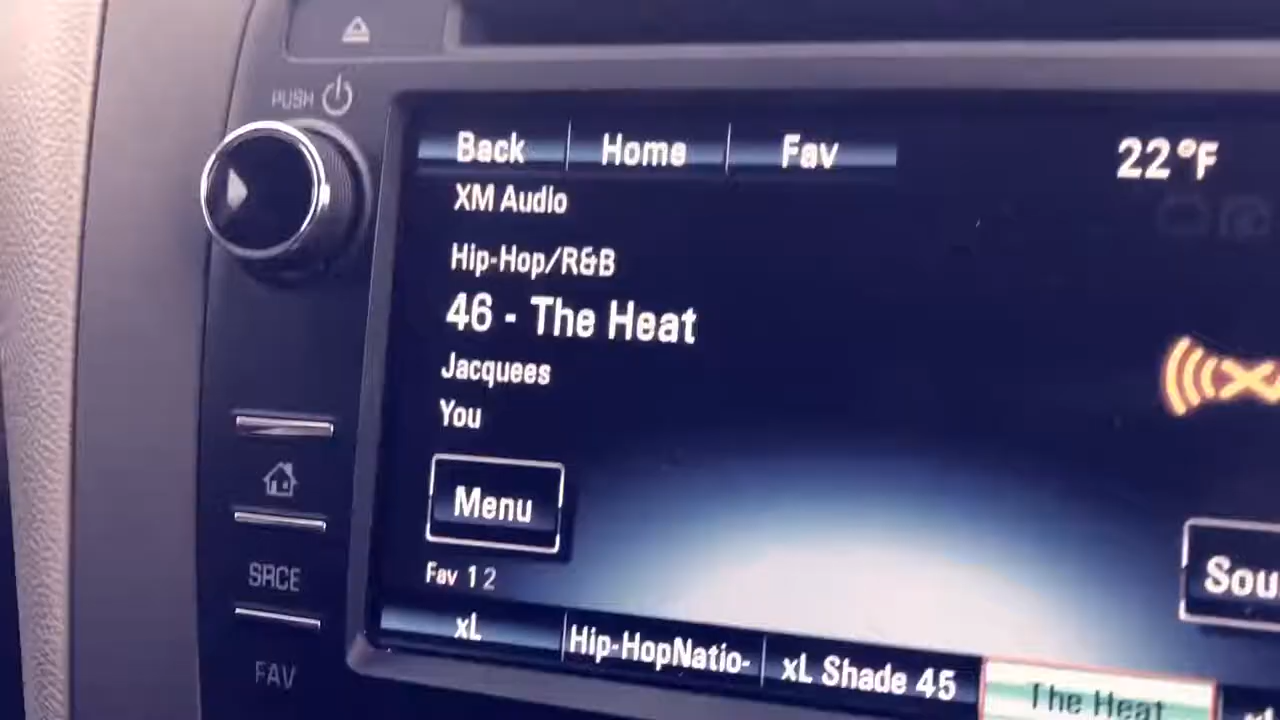 PUSH
Back Home Fav 22°F
XM Audio
Hip-Hop/R&B
46 - The Heat
Jacquees
You
Menu
Sou
Fav 1 2
SRCE
xL Hip-HopNatio- xL Shade 45 The Heat
FAV